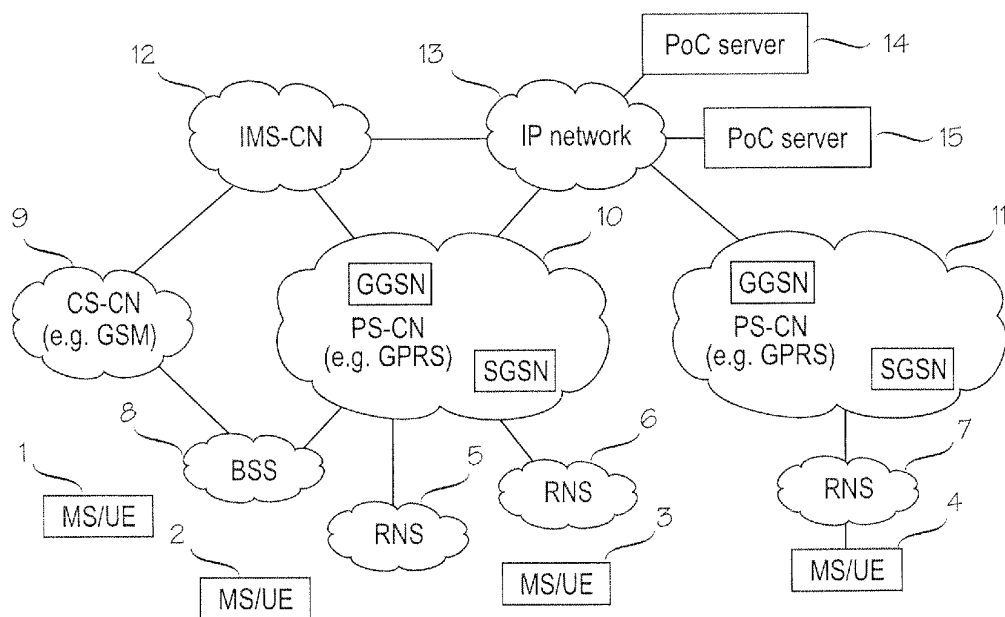 PoC server
14
12
13
IMS-CN
IP network
PoC server
15
9
10
11
CS-CN
(e.g. GSM)
GGSN
PS-CN
(e.g. GPRS)
SGSN
GGSN
PS-CN
(e.g. GPRS)
SGSN
8
BSS
5
RNS
6
RNS
7
RNS
1
MS/UE
2
MS/UE
3
MS/UE
4
MS/UE